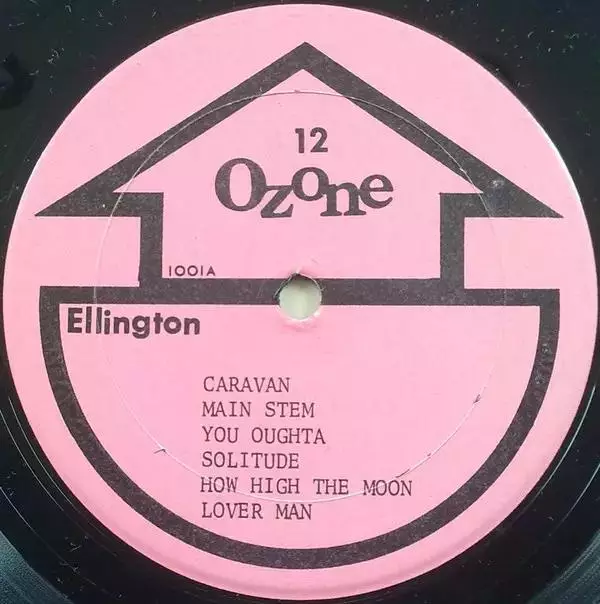 12
Ozone
1001A
Ellington
CARAVAN
MAIN STEM
YOU OUGHTA
SOLITUDE
HOW HIGH THE MOON
LOVER MAN